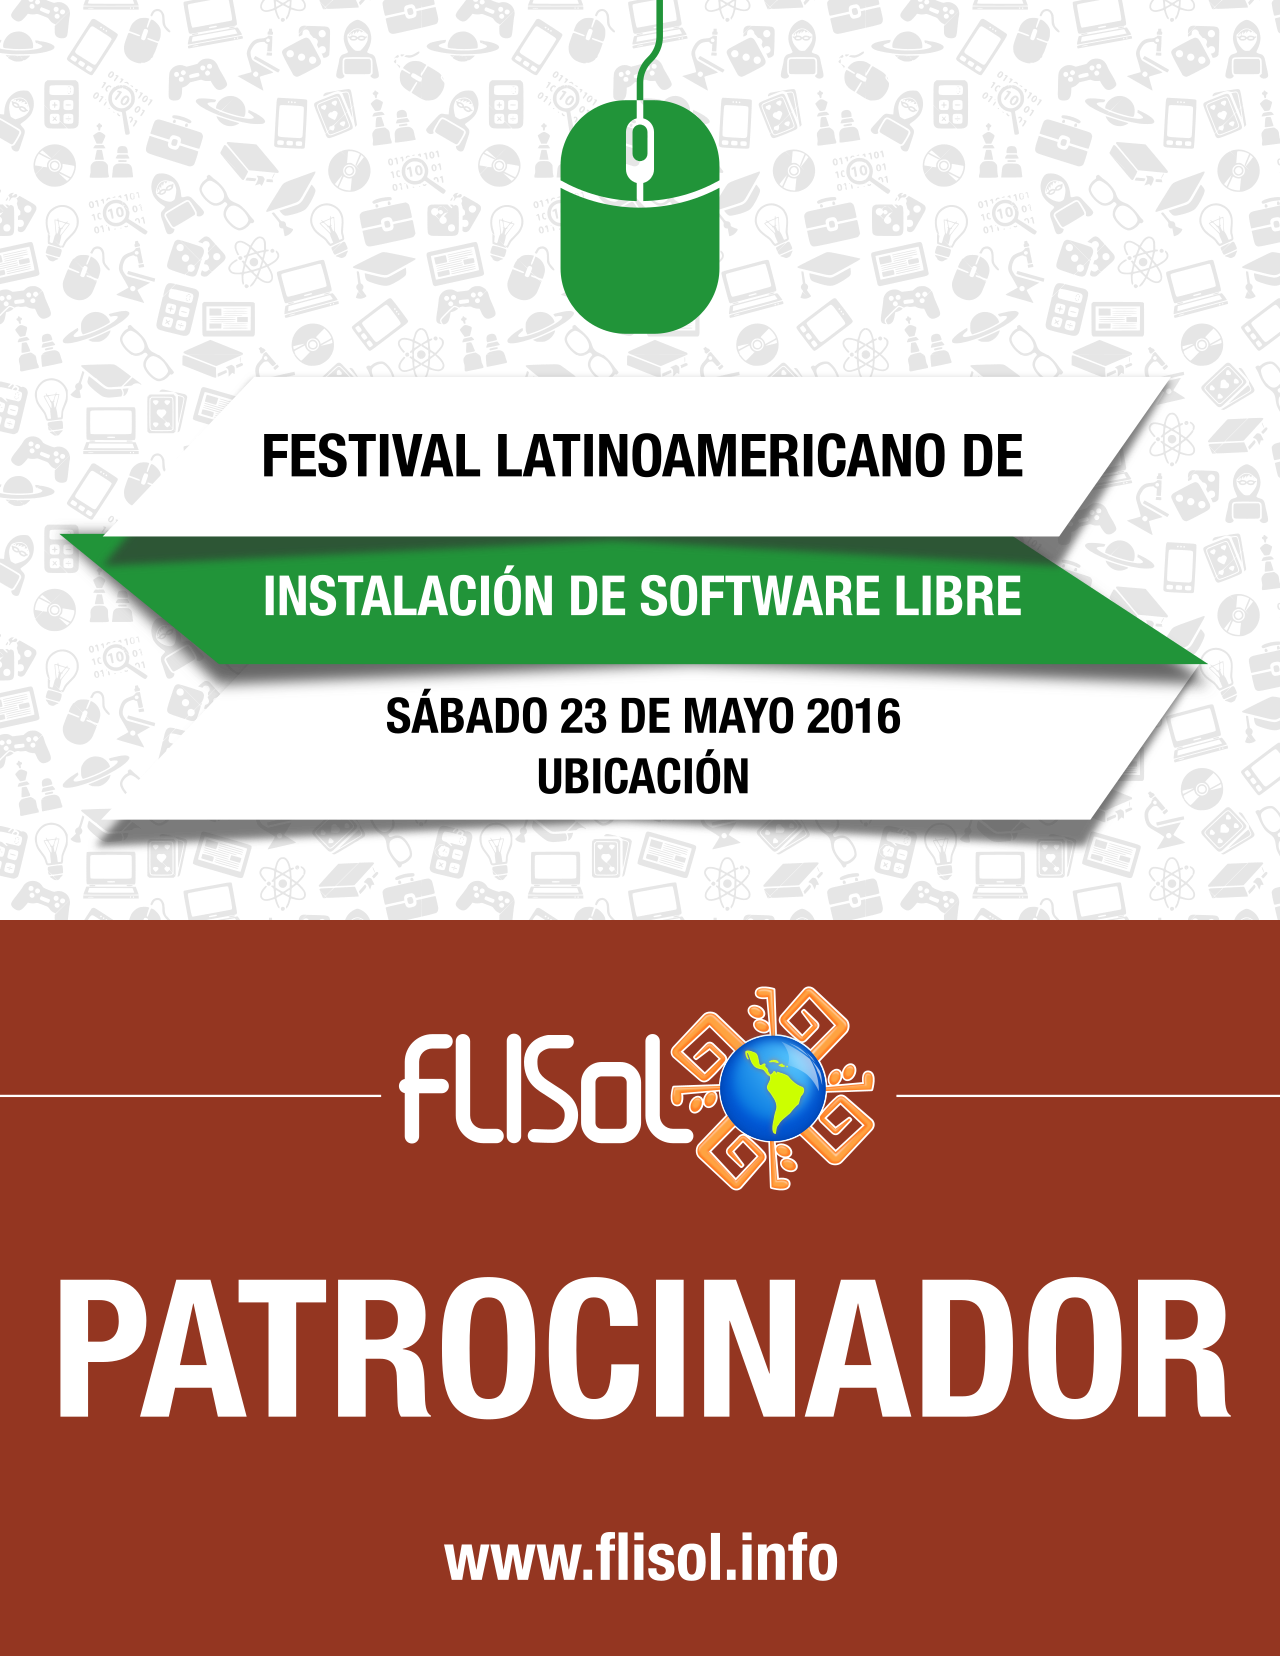 FESTIVAL LATINOAMERICANO DE
INSTALACIÓN DE SOFTWARE LIBRE
SÁBADO 23 DE MAYO 2016
UBICACIÓN
FLISoL
PATROCINADOR
www.flisol.info